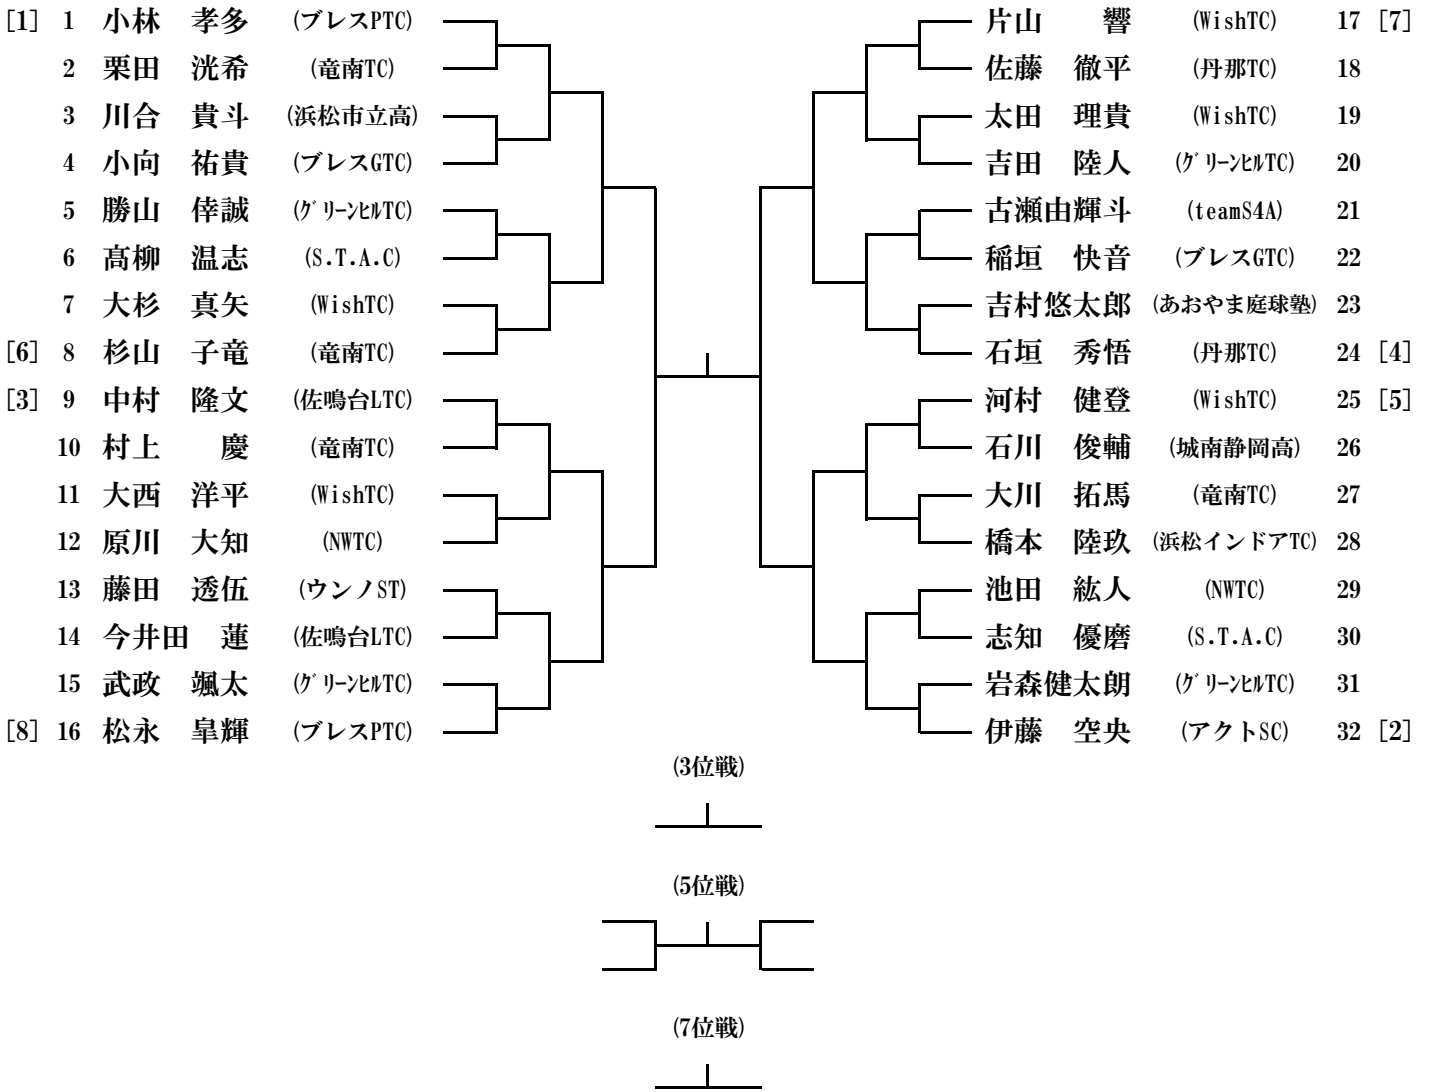 [1] 1 小林 孝多 (ブレスPTC)
2 栗田 洸希 (竜南TC)
3 川合 貴斗 (浜松市立高)
4 小向 祐貴 (ブレスGTC)
5 勝山 倖誠 (グリーンヒルTC)
6 髙柳 温志 (S.T.A.C)
7 大杉 真矢 (WishTC)
[6] 8 杉山 子竜 (竜南TC)
[3] 9 中村 隆文 (佐鳴台LTC)
10 村上 慶 (竜南TC)
11 大西 洋平 (WishTC)
12 原川 大知 (NWTC)
13 藤田 透伍 (ウンノST)
14 今井田 蓮 (佐鳴台LTC)
15 武政 颯太 (グリーンヒルTC)
[8] 16 松永 皐輝 (ブレスPTC)
片山 響 (WishTC) 17 [7]
佐藤 徹平 (丹那TC) 18
太田 理貴 (WishTC) 19
吉田 陸人 (グリーンヒルTC) 20
古瀬由輝斗 (teamS4A) 21
稲垣 快音 (ブレスGTC) 22
吉村悠太郎 (あおやま庭球塾) 23
石垣 秀悟 (丹那TC) 24 [4]
河村 健登 (WishTC) 25 [5]
石川 俊輔 (城南静岡高) 26
大川 拓馬 (竜南TC) 27
橋本 陸玖 (浜松インドアTC) 28
池田 紘人 (NWTC) 29
志知 優磨 (S.T.A.C) 30
岩森健太朗 (グリーンヒルTC) 31
伊藤 空央 (アクトSC) 32 [2]
(3位戦)
(5位戦)
(7位戦)